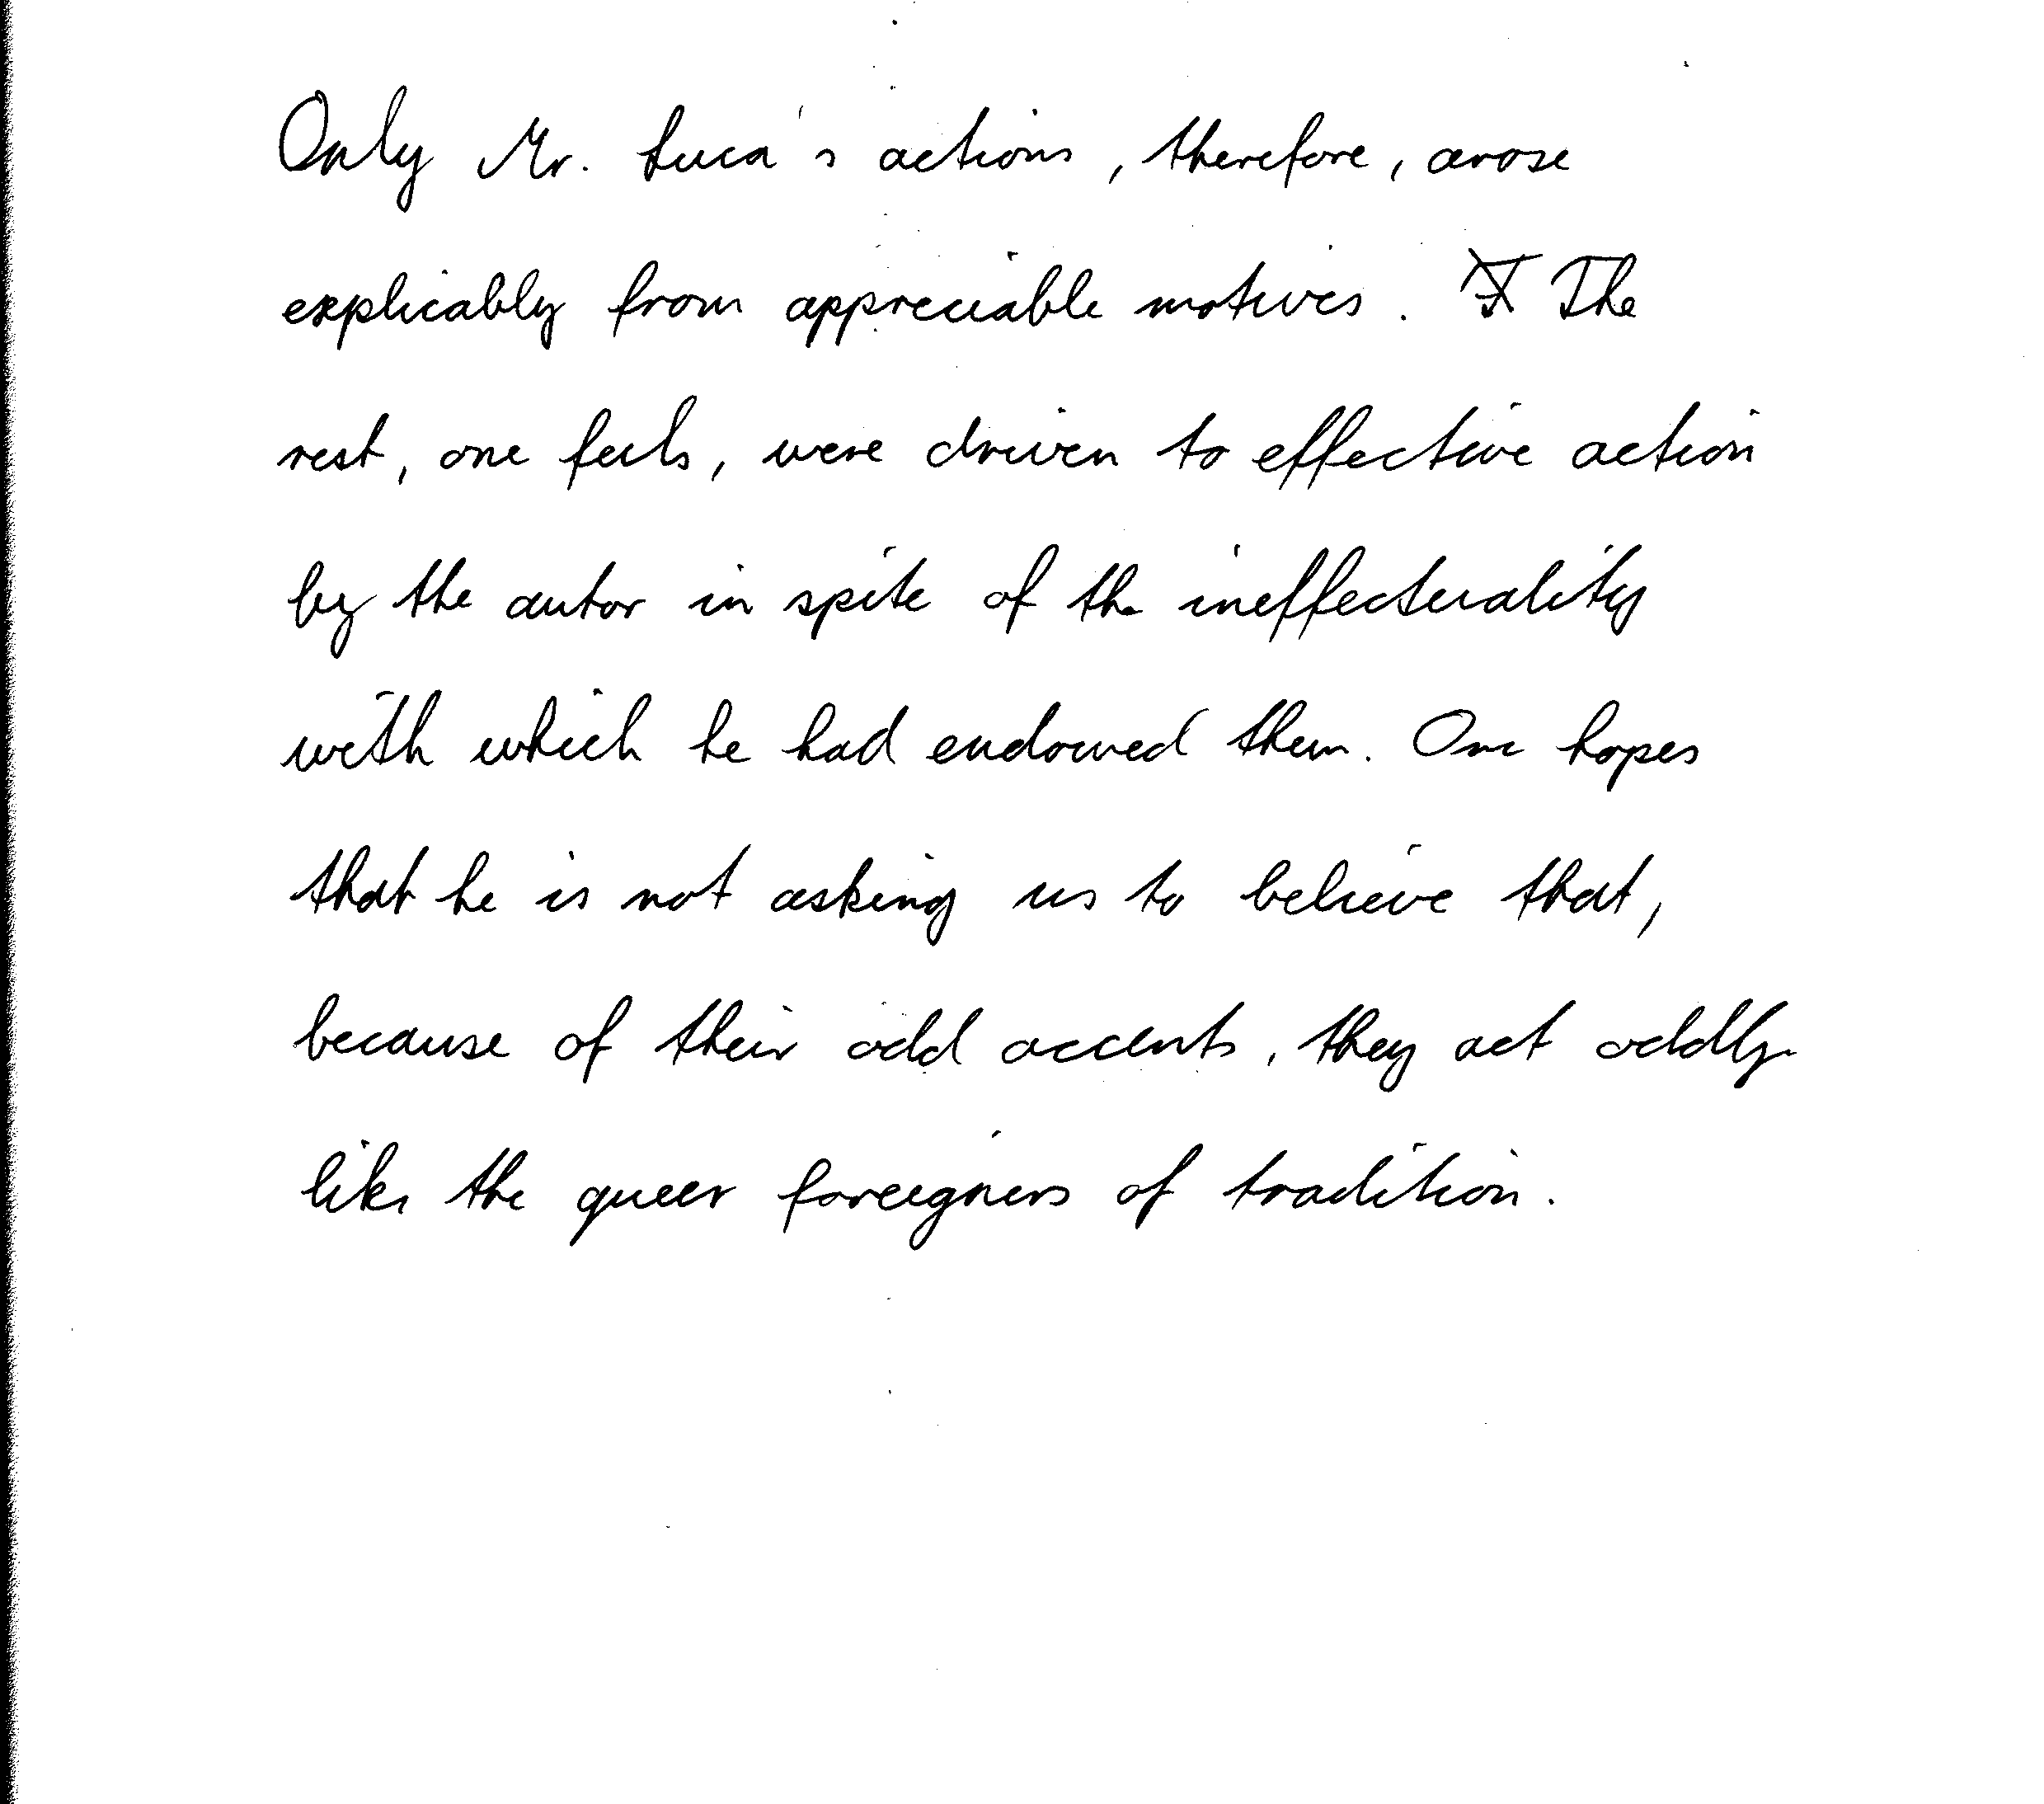 Only Mr. Luca's actions, therefore, arose
explicably from appreciable motives. The
rest, one feels, were driven to effective action
by the autor in spite of the ineffectuality
with which he had endowed them. One hopes
that he is not asking us to believe that,
because of their odd accents, they act oddly
like the queer foreigners of tradition.